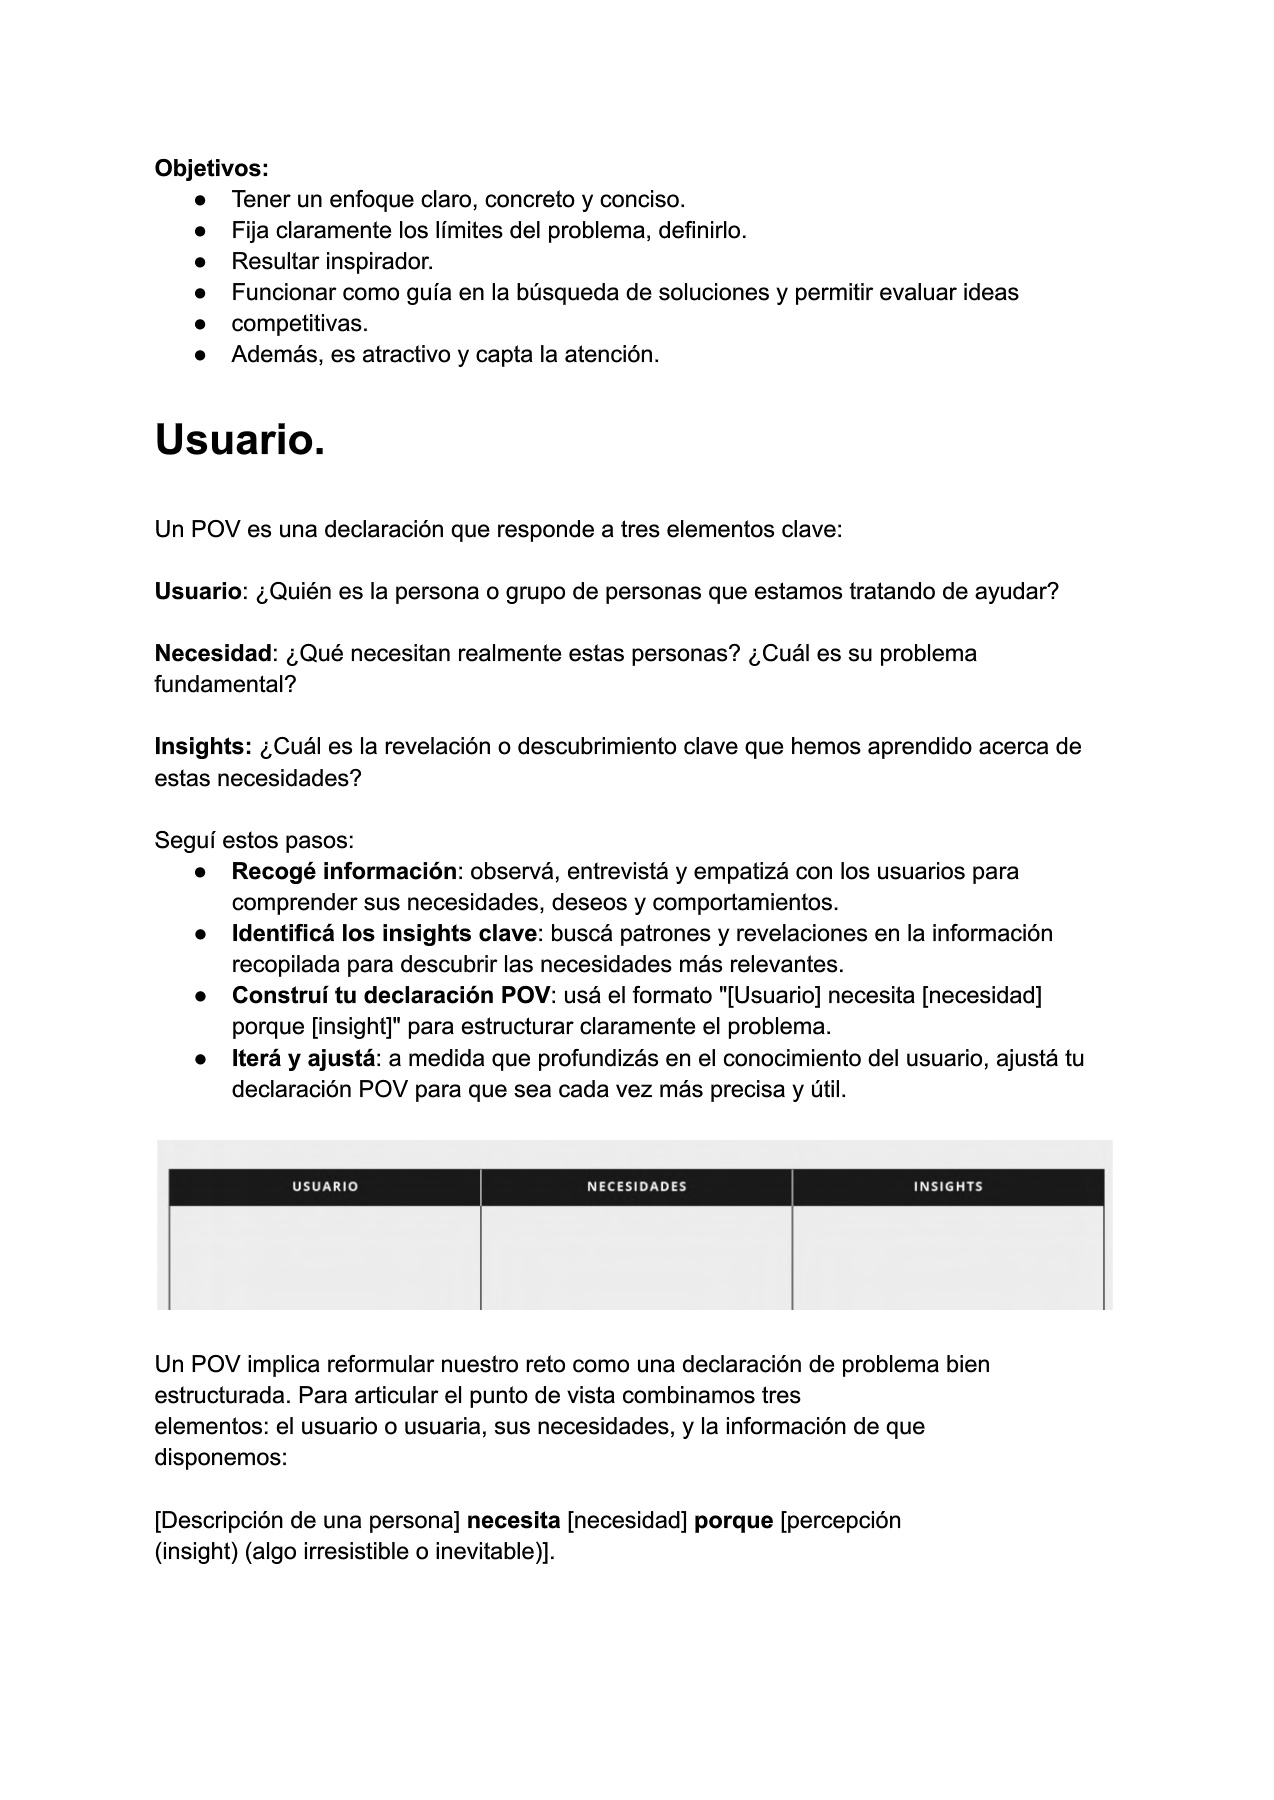 Objetivos:
● Tener un enfoque claro, concreto y conciso.
● Fija claramente los límites del problema, definirlo.
● Resultar inspirador.
● Funcionar como guía en la búsqueda de soluciones y permitir evaluar ideas
● competitivas.
● Además, es atractivo y capta la atención.
Usuario.
Un POV es una declaración que responde a tres elementos clave:
Usuario: ¿Quién es la persona o grupo de personas que estamos tratando de ayudar?
Necesidad: ¿Qué necesitan realmente estas personas? ¿Cuál es su problema
fundamental?
Insights: ¿Cuál es la revelación o descubrimiento clave que hemos aprendido acerca de
estas necesidades?
Seguí estos pasos:
● Recogé información: observá, entrevistá y empatizá con los usuarios para
comprender sus necesidades, deseos y comportamientos.
● Identificá los insights clave: buscá patrones y revelaciones en la información
recopilada para descubrir las necesidades más relevantes.
● Construí tu declaración POV: usá el formato "[Usuario] necesita [necesidad]
porque [insight]" para estructurar claramente el problema.
● Iterá y ajustá: a medida que profundizás en el conocimiento del usuario, ajustá tu
declaración POV para que sea cada vez más precisa y útil.
USUARIO NECESIDADES INSIGHTS
Un POV implica reformular nuestro reto como una declaración de problema bien
estructurada. Para articular el punto de vista combinamos tres
elementos: el usuario o usuaria, sus necesidades, y la información de que
disponemos:
[Descripción de una persona] necesita [necesidad] porque [percepción
(insight) (algo irresistible o inevitable)].